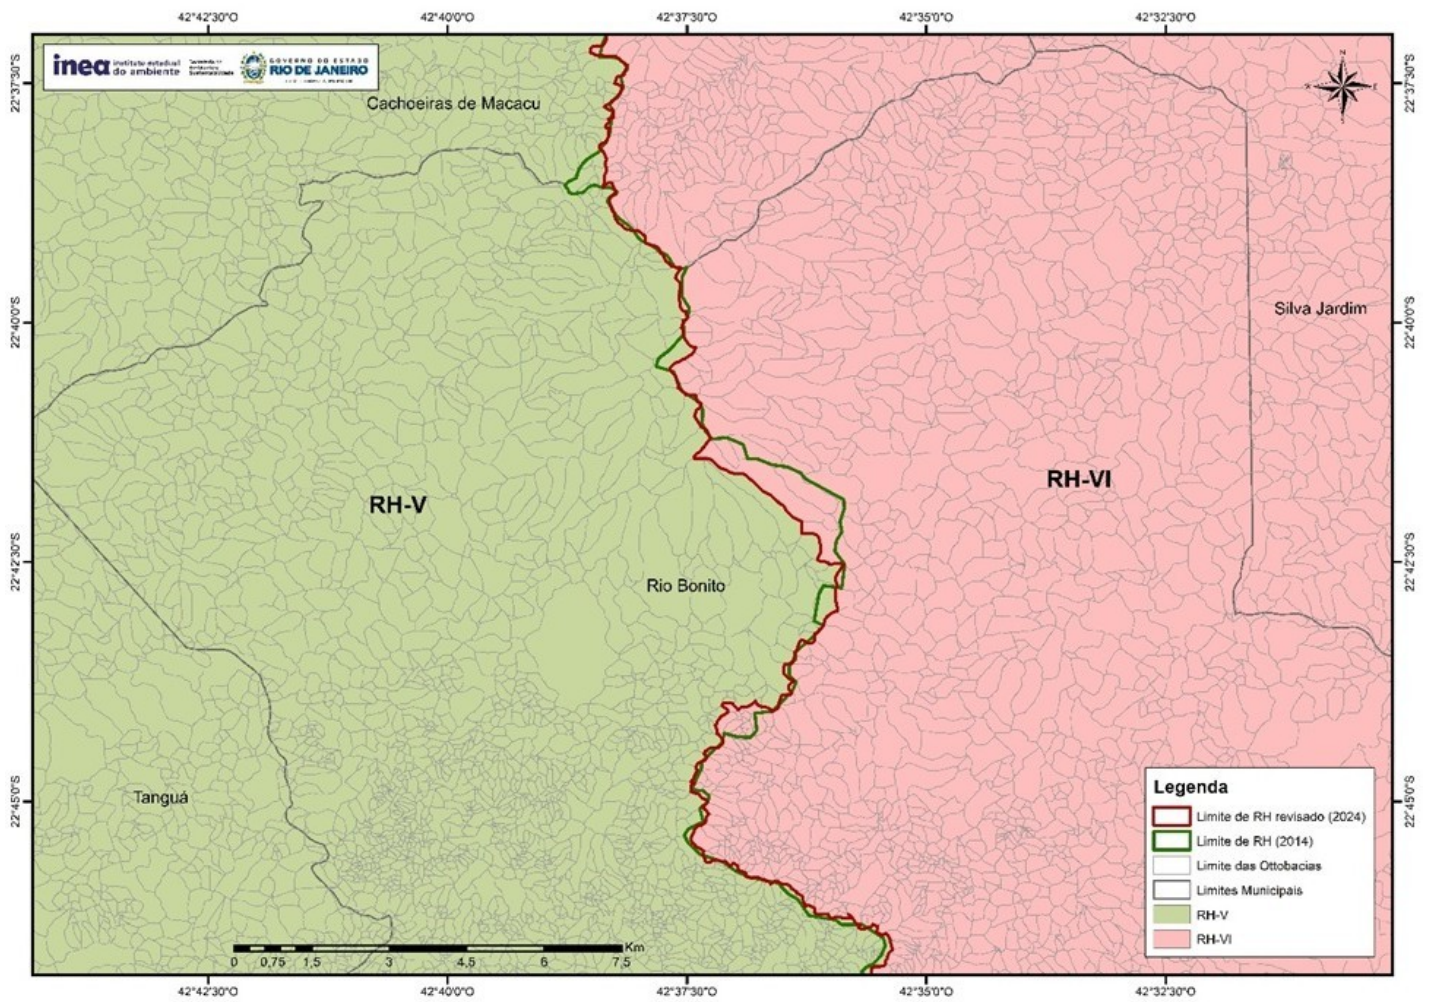 42°42'30"O 42°40'0"O 42°37'30"O 42°35'0"O 42°32'30"O
inea instituto estadual
do ambiente
GOVERNO DO ESTADO
RIO DE JANEIRO
N
22°37'30"S 22°37'30"S
Cachoeiras de Macacu
22°40'0"S 22°40'0"S
Silva Jardim
RH-V
RH-VI
22°42'30"S 22°42'30"S
Rio Bonito
Tanguá
22°45'0"S 22°45'0"S
Legenda
Limite de RH revisado (2024)
Limite de RH (2014)
Limite das Ottobacias
Limites Municipais
RH-V
RH-VI
Km
0 0,75 1,5 3 4,5 6 7,5
42°42'30"O 42°40'0"O 42°37'30"O 42°35'0"O 42°32'30"O